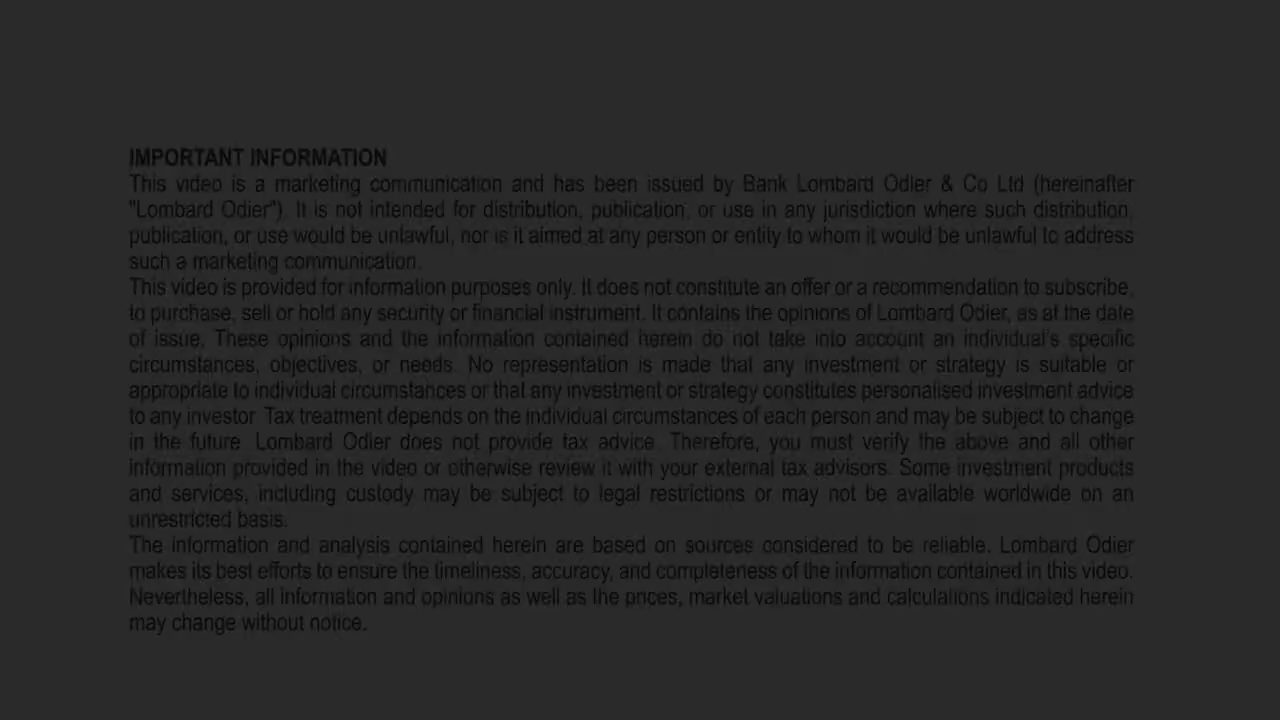 IMPORTANT INFORMATION
This video is a marketing communication and has been issued by Bank Lombard Odier & Co Ltd (hereinafter
"Lombard Odier"). It is not intended for distribution, publication, or use in any jurisdiction where such distribution,
publication, or use would be unlawful, nor is it aimed at any person or entity to whom it would be unlawful to address
such a marketing communication.
This video is provided for information purposes only. It does not constitute an offer or a recommendation to subscribe,
to purchase, sell or hold any security or financial instrument. It contains the opinions of Lombard Odier, as at the date
of issue. These opinions and the information contained herein do not take into account an individual's specific
circumstances, objectives, or needs. No representation is made that any investment or strategy is suitable or
appropriate to individual circumstances or that any investment or strategy constitutes personalised investment advice
to any investor. Tax treatment depends on the individual circumstances of each person and may be subject to change
in the future. Lombard Odier does not provide tax advice. Therefore, you must verify the above and all other
information provided in the video or otherwise review it with your external tax advisors. Some investment products
and services, including custody may be subject to legal restrictions or may not be available worldwide on an
unrestricted basis.
The information and analysis contained herein are based on sources considered to be reliable. Lombard Odier
makes its best efforts to ensure the timeliness, accuracy, and completeness of the information contained in this video.
Nevertheless, all information and opinions as well as the prices, market valuations and calculations indicated herein
may change without notice.